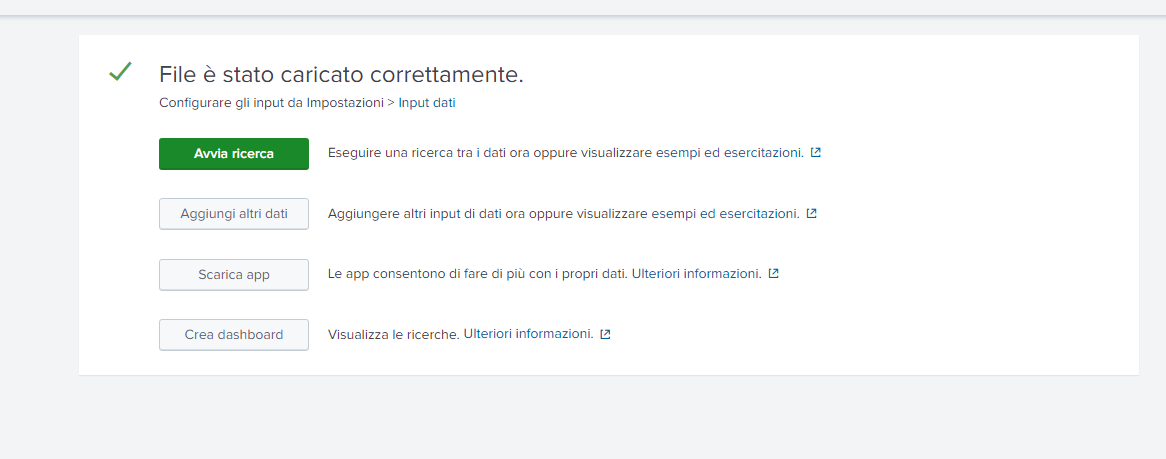 File è stato caricato correttamente.
Configurare gli input da Impostazioni > Input dati
Avvia ricerca Eseguire una ricerca tra i dati ora oppure visualizzare esempi ed esercitazioni.
Aggiungi altri dati Aggiungere altri input di dati ora oppure visualizzare esempi ed esercitazioni.
Scarica app Le app consentono di fare di più con i propri dati. Ulteriori informazioni.
Crea dashboard Visualizza le ricerche. Ulteriori informazioni.